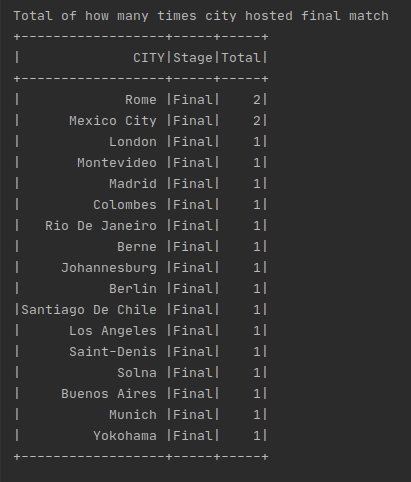 Total of how many times city hosted final match
+------------------+-----+-----+
|              CITY|Stage|Total|
+------------------+-----+-----+
|             Rome |Final|    2|
|      Mexico City |Final|    2|
|           London |Final|    1|
|       Montevideo |Final|    1|
|           Madrid |Final|    1|
|         Colombes |Final|    1|
|   Rio De Janeiro |Final|    1|
|            Berne |Final|    1|
|     Johannesburg |Final|    1|
|           Berlin |Final|    1|
|Santiago De Chile |Final|    1|
|      Los Angeles |Final|    1|
|      Saint-Denis |Final|    1|
|            Solna |Final|    1|
|     Buenos Aires |Final|    1|
|           Munich |Final|    1|
|         Yokohama |Final|    1|
+------------------+-----+-----+